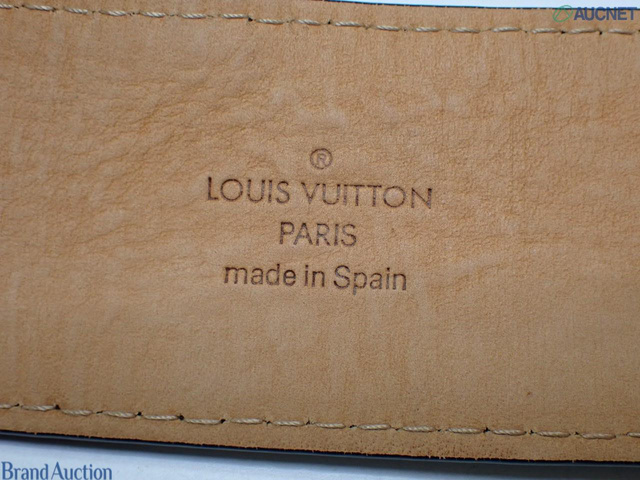 AUCNET
®
LOUIS VUITTON
PARIS
made in Spain
Brand Auction